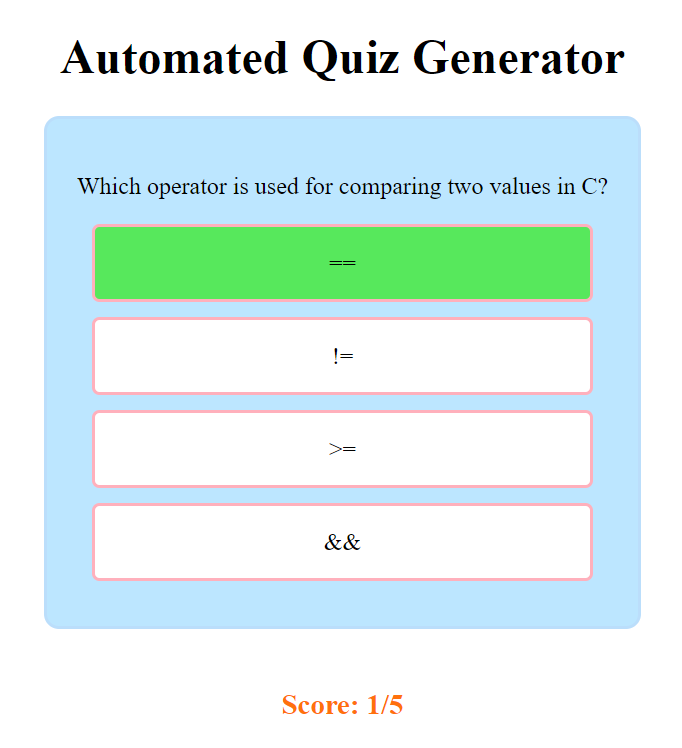 Automated Quiz Generator
Which operator is used for comparing two values in C?
==
!=
>=
&&
Score: 1/5